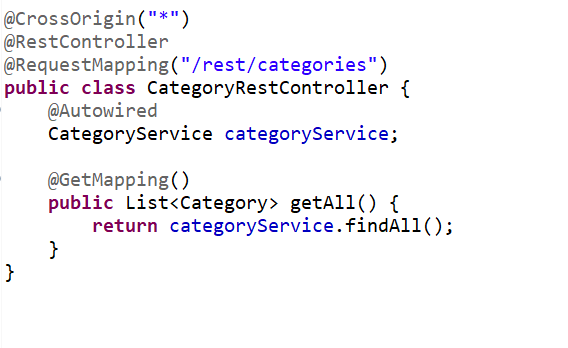 @CrossOrigin("*")
@RestController
@RequestMapping("/rest/categories")
public class CategoryRestController {
    @Autowired
    CategoryService categoryService;

    @GetMapping()
    public List<Category> getAll() {
        return categoryService.findAll();
    }
}